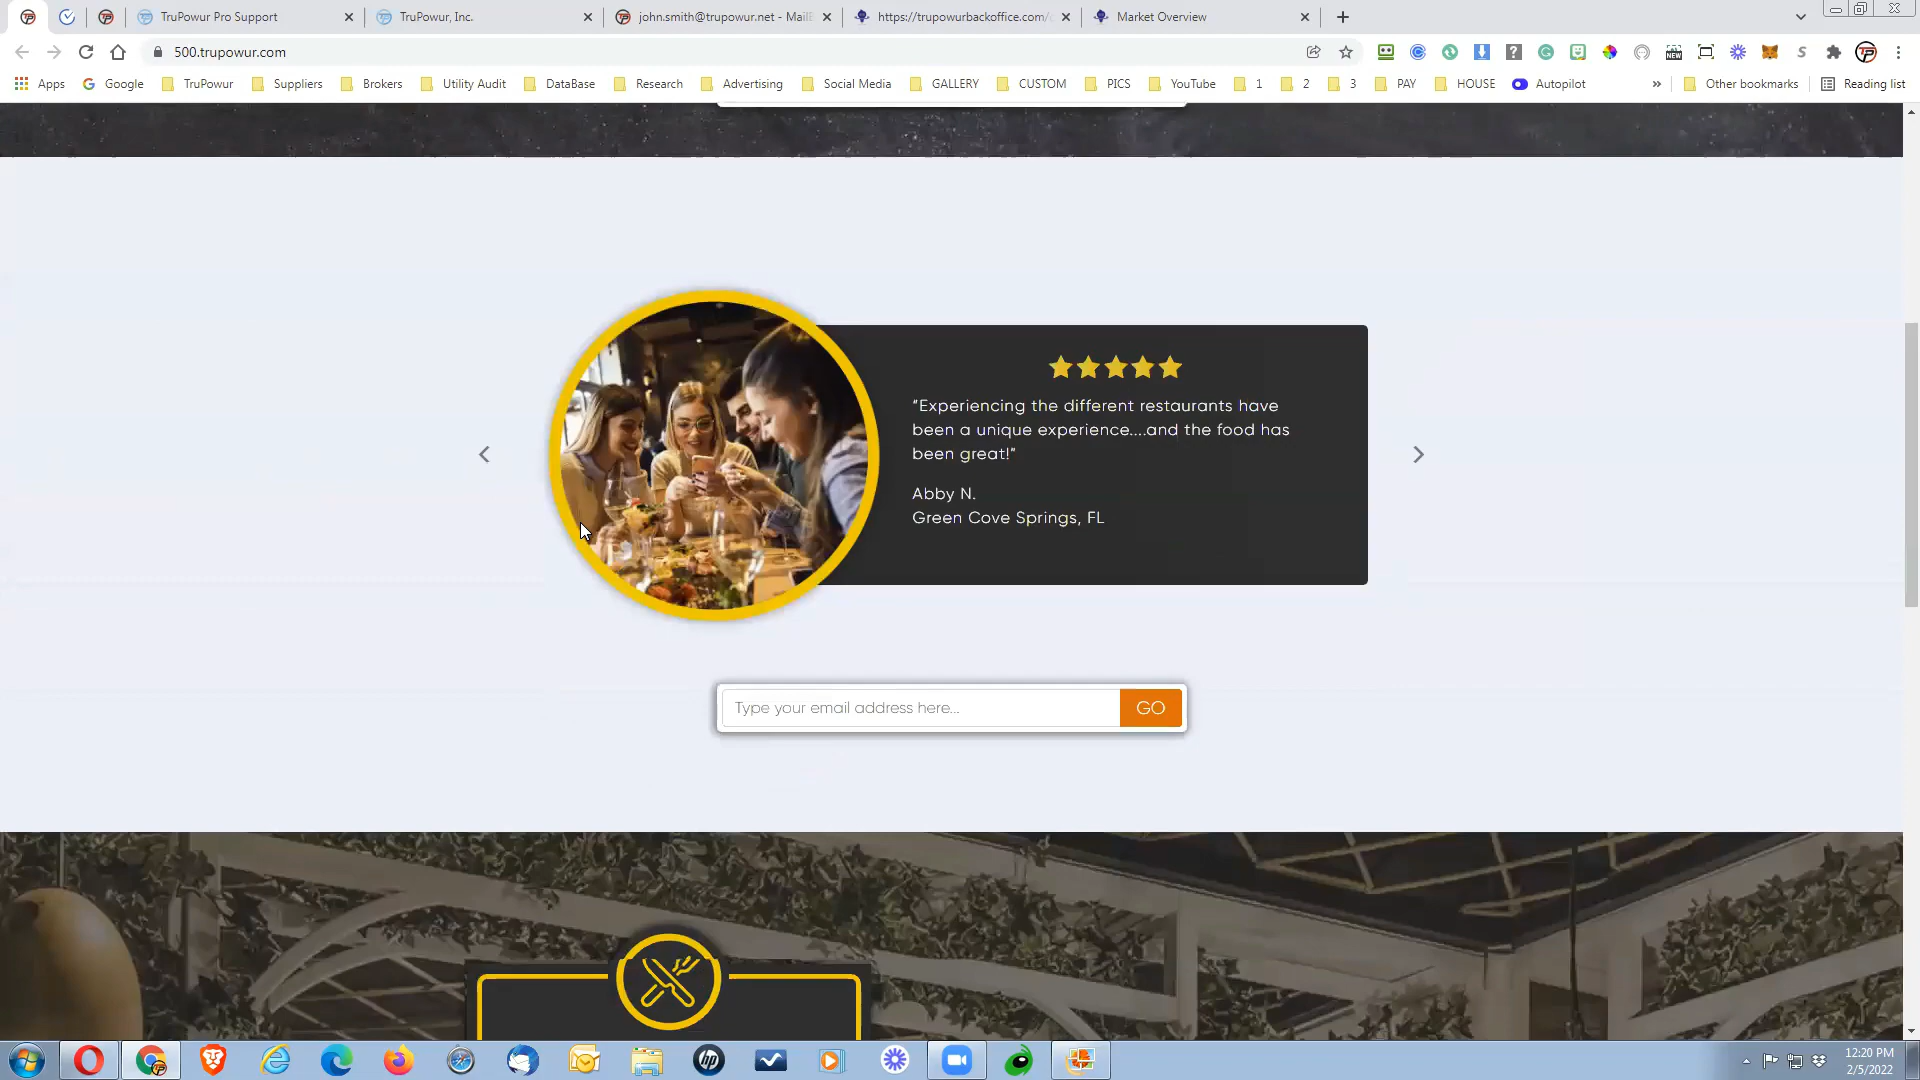 TruPowur Pro Support
TruPowur, Inc.
john.smith@trupowur.net - Mail
https://trupowurbackoffice.com/
Market Overview
500.trupowur.com
Apps
Google
TruPowur
Suppliers
Brokers
Utility Audit
DataBase
Research
Advertising
Social Media
GALLERY
CUSTOM
PICS
YouTube
1
2
3
PAY
HOUSE
Autopilot
»
Other bookmarks
Reading list
"Experiencing the different restaurants have
been a unique experience....and the food has
been great!"
Abby N.
Green Cove Springs, FL
Type your email address here...
GO
12:20 PM
2/5/2022